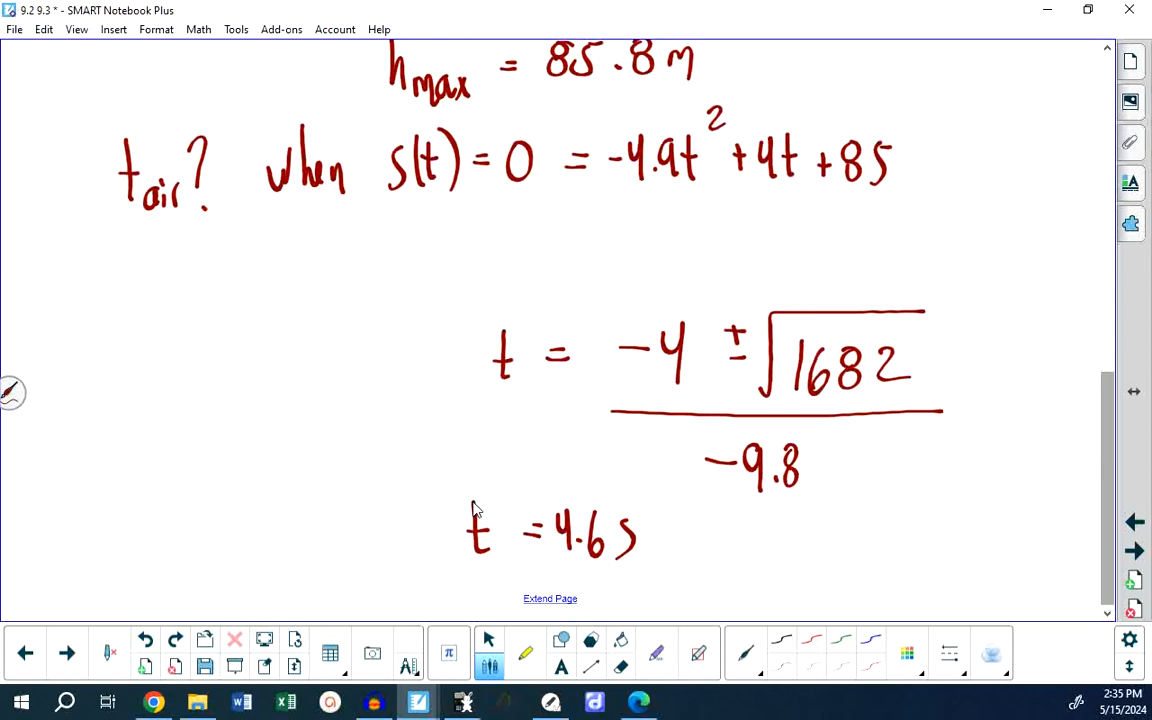 9.2 9.3 * - SMART Notebook Plus
File Edit View Insert Format Math Tools Add-ons Account Help
hmax = 85.8 m
tair? when s(t) = 0 = -4.9t² + 4t + 85
t = -4 ± √1682
-9.8
t = 4.6 s
Extend Page
2:35 PM
5/15/2024